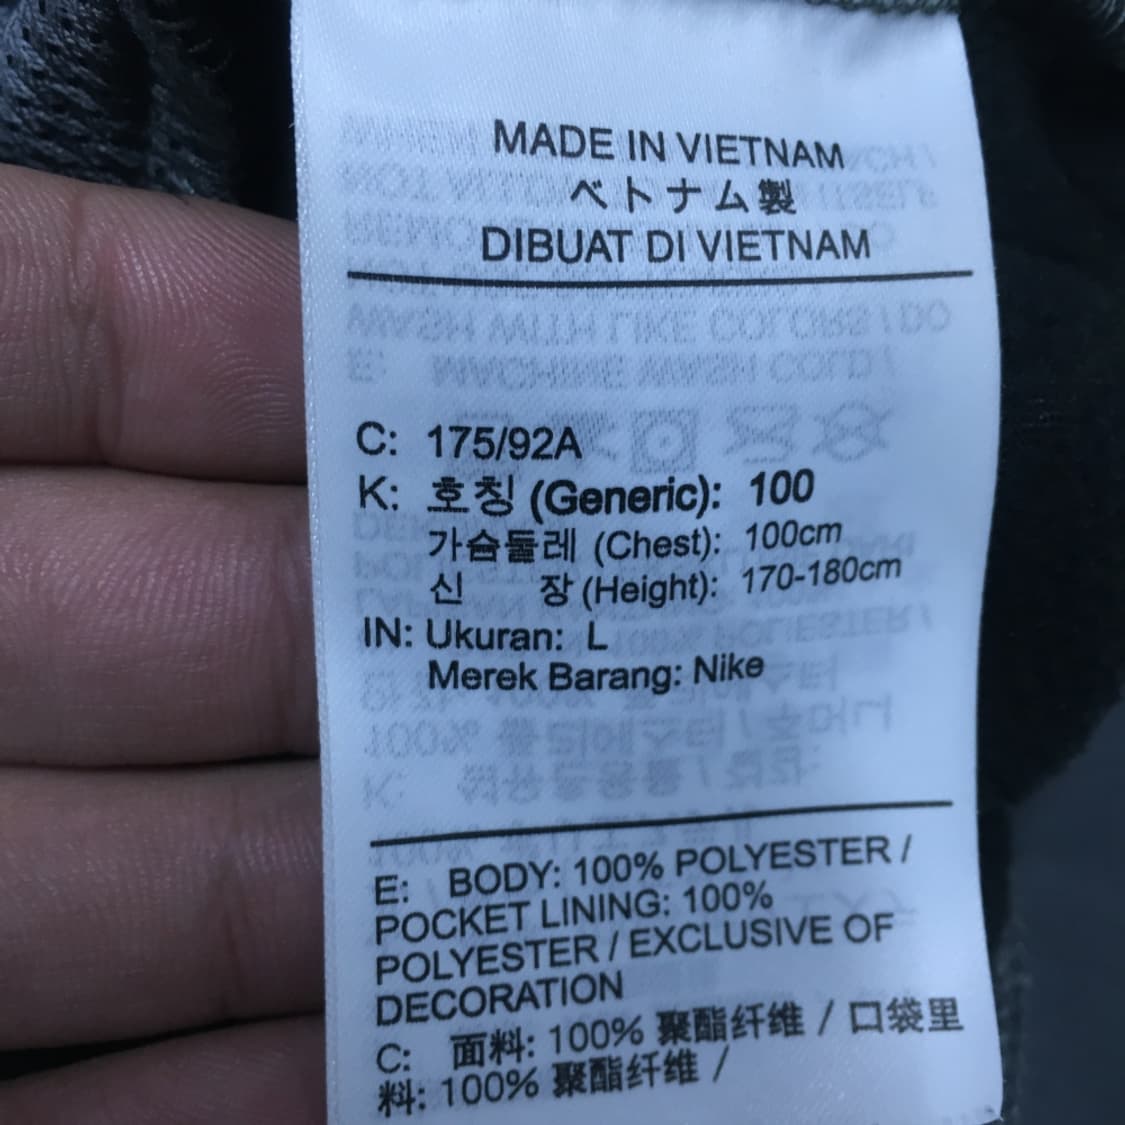 MADE IN VIETNAM
ベトナム製
DIBUAT DI VIETNAM
C: 175/92A
K: 호칭 (Generic): 100
가슴둘레 (Chest): 100cm
신 장 (Height): 170-180cm
IN: Ukuran: L
Merek Barang: Nike
E: BODY: 100% POLYESTER /
POCKET LINING: 100%
POLYESTER / EXCLUSIVE OF
DECORATION
C: 面料: 100% 聚酯纤维 / 口袋里
料: 100% 聚酯纤维 /